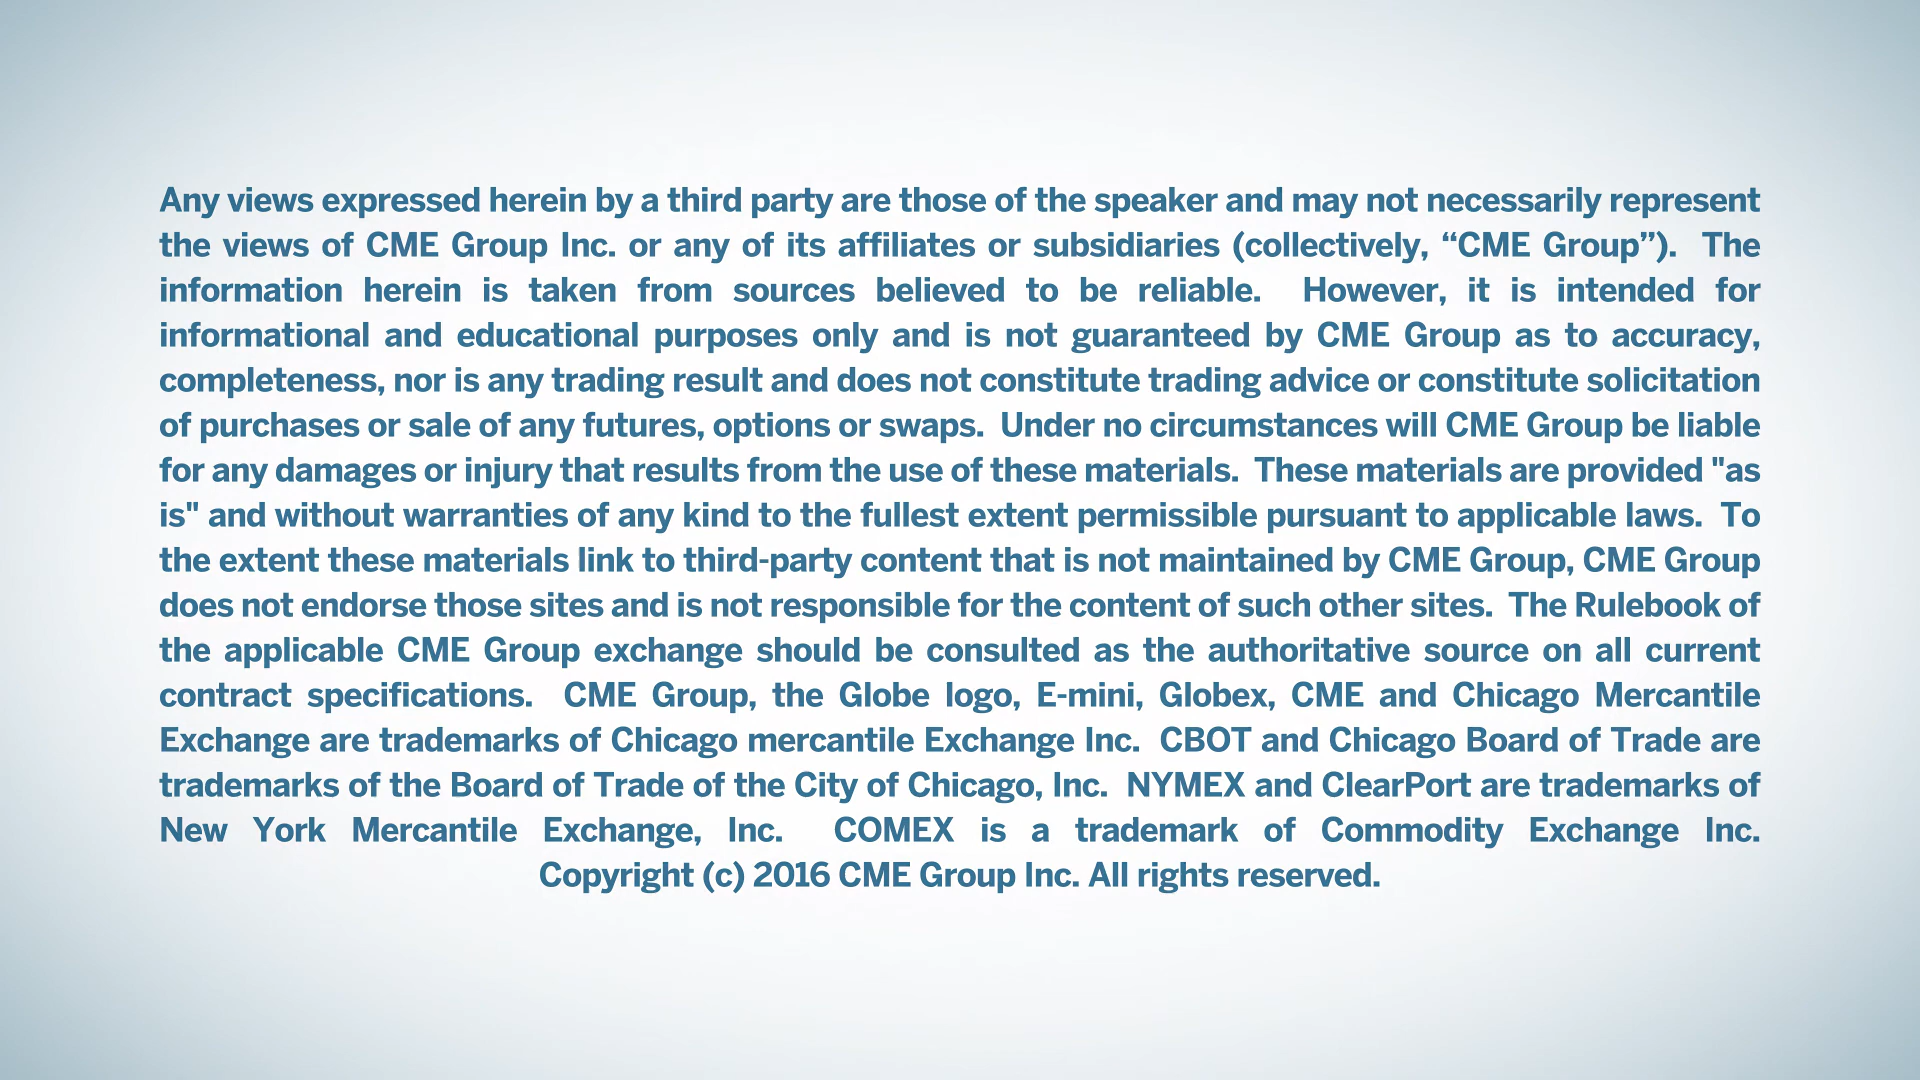 Any views expressed herein by a third party are those of the speaker and may not necessarily represent
the views of CME Group Inc. or any of its affiliates or subsidiaries (collectively, “CME Group”).  The
information herein is taken from sources believed to be reliable.  However, it is intended for
informational and educational purposes only and is not guaranteed by CME Group as to accuracy,
completeness, nor is any trading result and does not constitute trading advice or constitute solicitation
of purchases or sale of any futures, options or swaps.  Under no circumstances will CME Group be liable
for any damages or injury that results from the use of these materials.  These materials are provided "as
is" and without warranties of any kind to the fullest extent permissible pursuant to applicable laws.  To
the extent these materials link to third-party content that is not maintained by CME Group, CME Group
does not endorse those sites and is not responsible for the content of such other sites.  The Rulebook of
the applicable CME Group exchange should be consulted as the authoritative source on all current
contract specifications.  CME Group, the Globe logo, E-mini, Globex, CME and Chicago Mercantile
Exchange are trademarks of Chicago mercantile Exchange Inc.  CBOT and Chicago Board of Trade are
trademarks of the Board of Trade of the City of Chicago, Inc.  NYMEX and ClearPort are trademarks of
New York Mercantile Exchange, Inc.  COMEX is a trademark of Commodity Exchange Inc.
Copyright (c) 2016 CME Group Inc. All rights reserved.